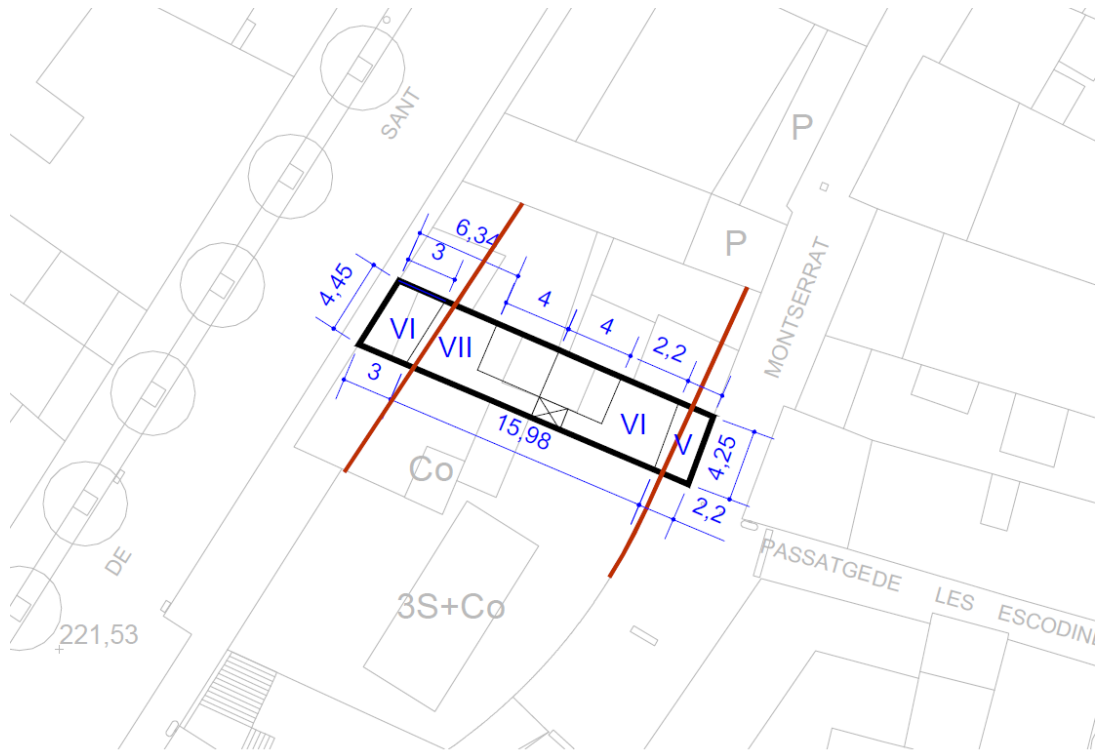 SANT
P
P
MONTSERRAT
6,34
3
4,45
4
4
2,2
VI
VII
3
15,98
VI
V
4,25
2,2
Co
DE
3S+Co
221,53
PASSATGEDE LES ESCODINE